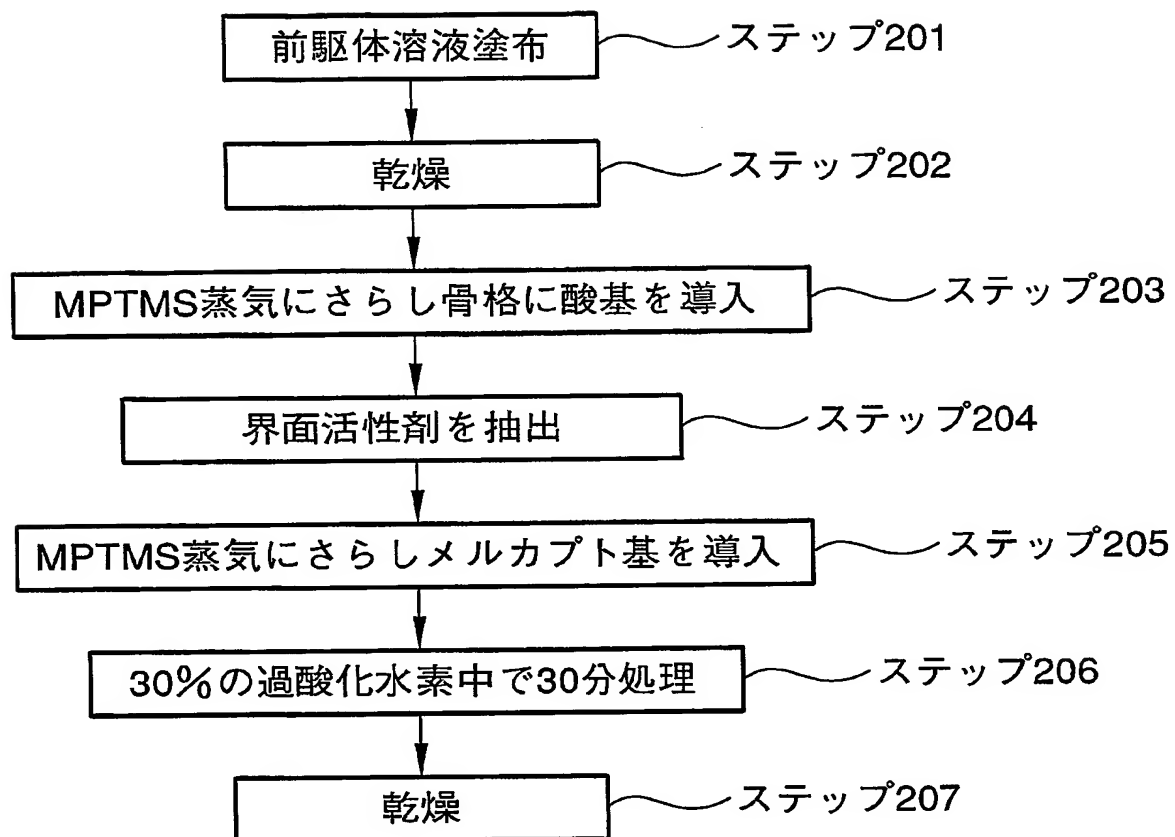 前駆体溶液塗布
ステップ201
乾燥
ステップ202
MPTMS蒸気にさらし骨格に酸基を導入
ステップ203
界面活性剤を抽出
ステップ204
MPTMS蒸気にさらしメルカプト基を導入
ステップ205
30%の過酸化水素中で30分処理
ステップ206
乾燥
ステップ207